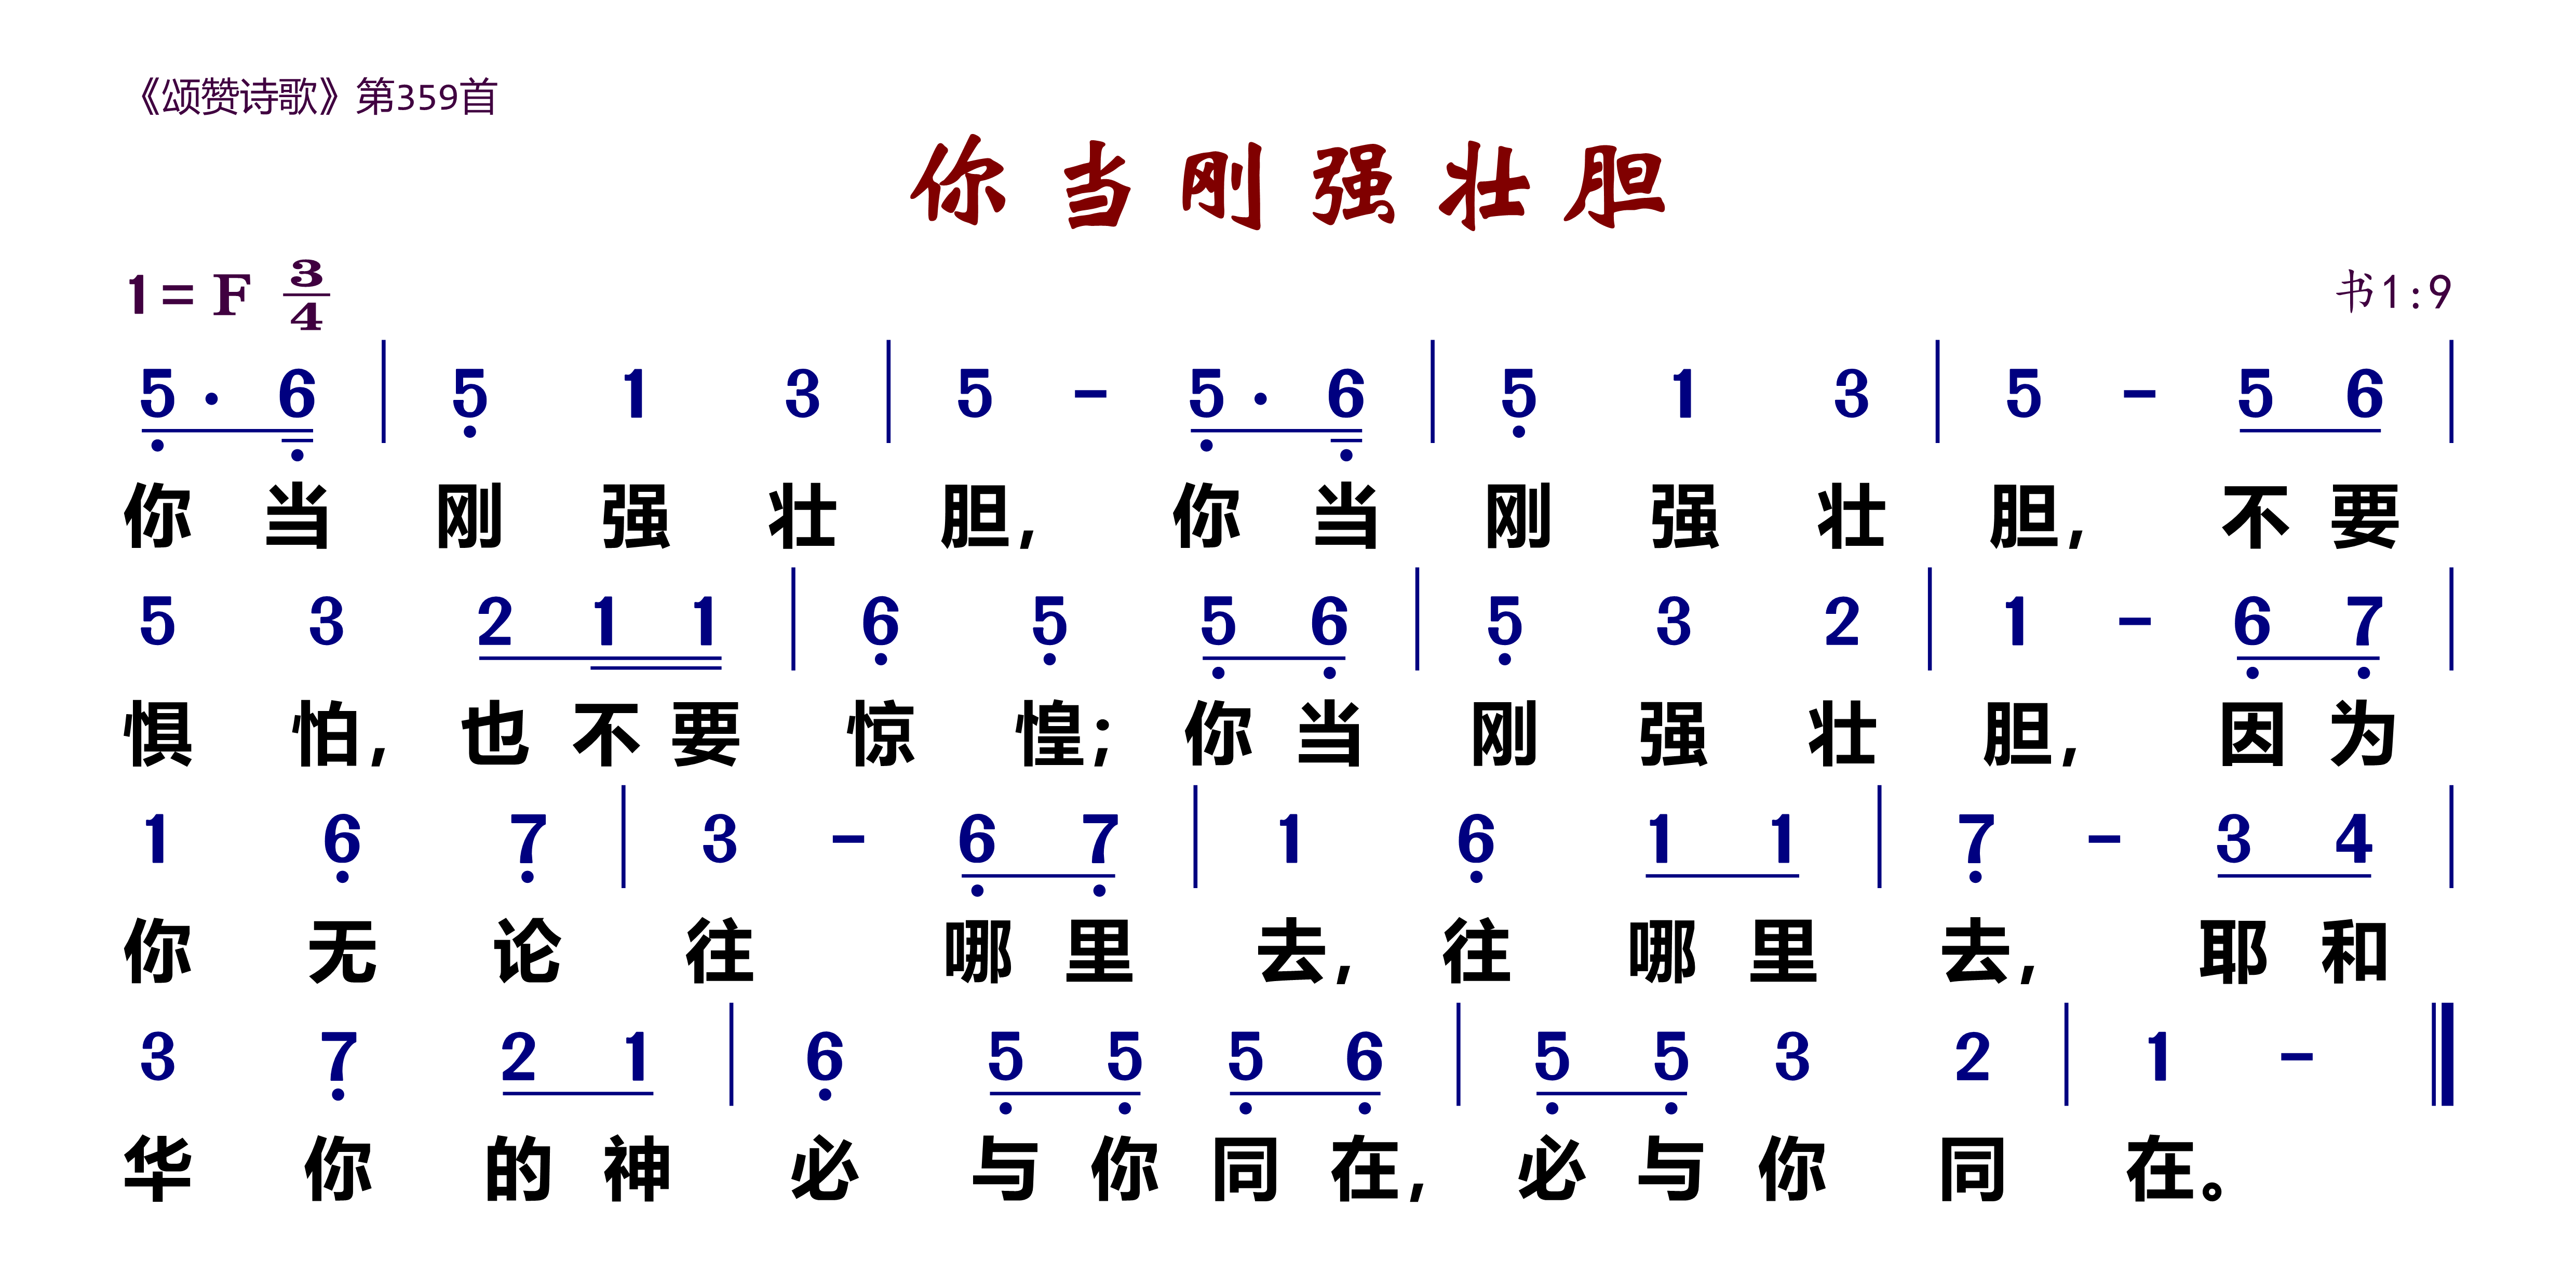 《颂赞诗歌》第359首
你当刚强壮胆
1=F 3/4 书1:9
5· 6 | 5 1 3 | 5 - 5· 6 | 5 1 3 | 5 - 5 6 |
你当刚强壮胆,你当刚强壮胆,不要
5 3 2 1 1 | 6 5 5 6 | 5 3 2 | 1 - 6 7 |
惧怕,也不要惊惶;你当刚强壮胆,因为
1 6 7 | 3 - 6 7 | 1 6 1 1 | 7 - 3 4 |
你无论往哪里去,往哪里去,耶和
3 7 2 1 | 6 5 5 5 6 | 5 5 3 2 | 1 - ‖
华你的神必与你同在,必与你同在。